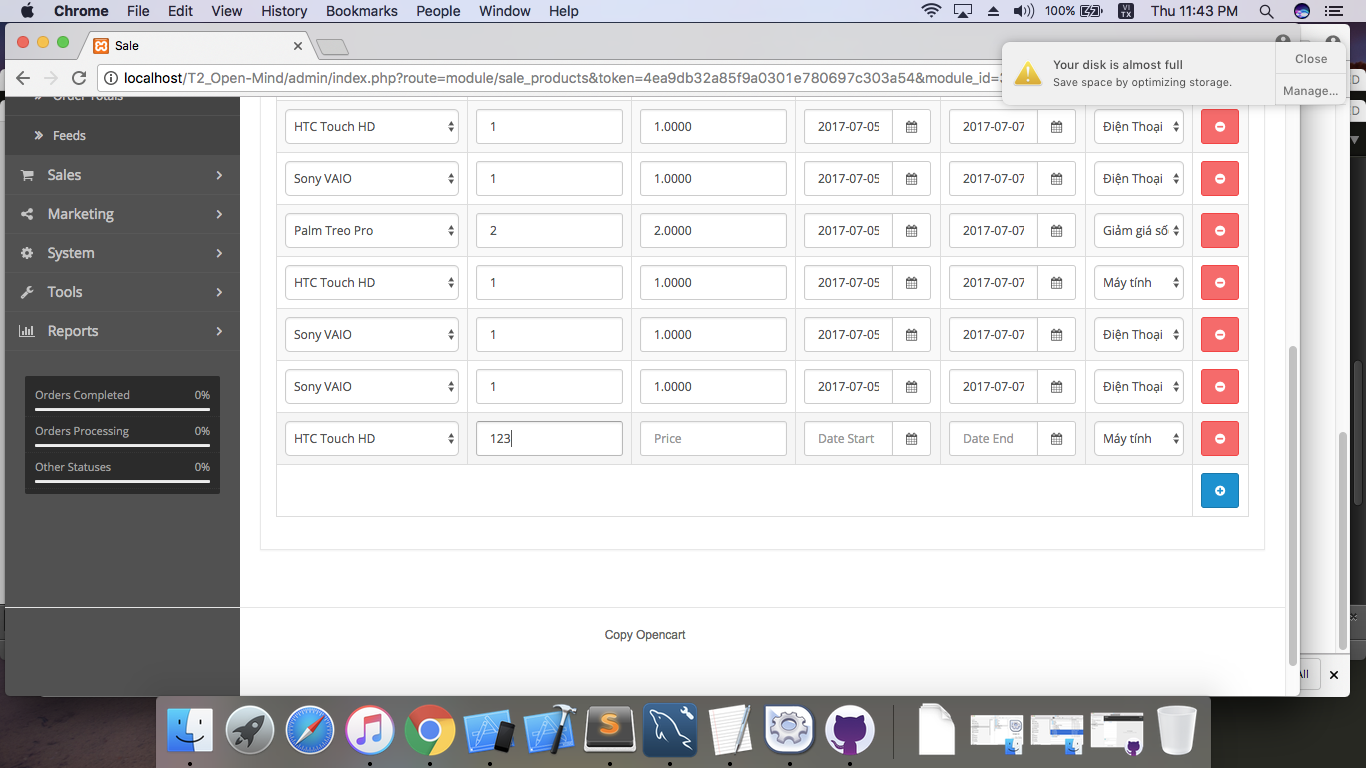 Chrome File Edit View History Bookmarks People Window Help 100% VI TX Thu 11:43 PM
Sale
localhost/T2_Open-Mind/admin/index.php?route=module/sale_products&token=4ea9db32a85f9a0301e780697c303a54&module_id=
Your disk is almost full
Save space by optimizing storage.
Close
Manage...
Order Totals
Feeds
Sales
Marketing
System
Tools
Reports
Orders Completed 0%
Orders Processing 0%
Other Statuses 0%
HTC Touch HD 1 1.0000 2017-07-05 2017-07-07 Điện Thoại
Sony VAIO 1 1.0000 2017-07-05 2017-07-07 Điện Thoại
Palm Treo Pro 2 2.0000 2017-07-05 2017-07-07 Giảm giá số
HTC Touch HD 1 1.0000 2017-07-05 2017-07-07 Máy tính
Sony VAIO 1 1.0000 2017-07-05 2017-07-07 Điện Thoại
Sony VAIO 1 1.0000 2017-07-05 2017-07-07 Điện Thoại
HTC Touch HD 123 Price Date Start Date End Máy tính
Copy Opencart